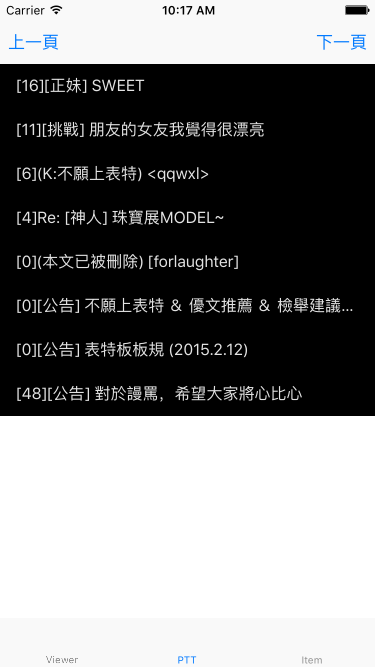 Carrier 10:17 AM
上一頁 下一頁
[16][正妹] SWEET
[11][挑戰] 朋友的女友我覺得很漂亮
[6](K:不願上表特) <qqwxl>
[4]Re: [神人] 珠寶展MODEL~
[0](本文已被刪除) [forlaughter]
[0][公告] 不願上表特 ＆ 優文推薦 ＆ 檢舉建議...
[0][公告] 表特板板規 (2015.2.12)
[48][公告] 對於謾罵，希望大家將心比心
Viewer PTT Item